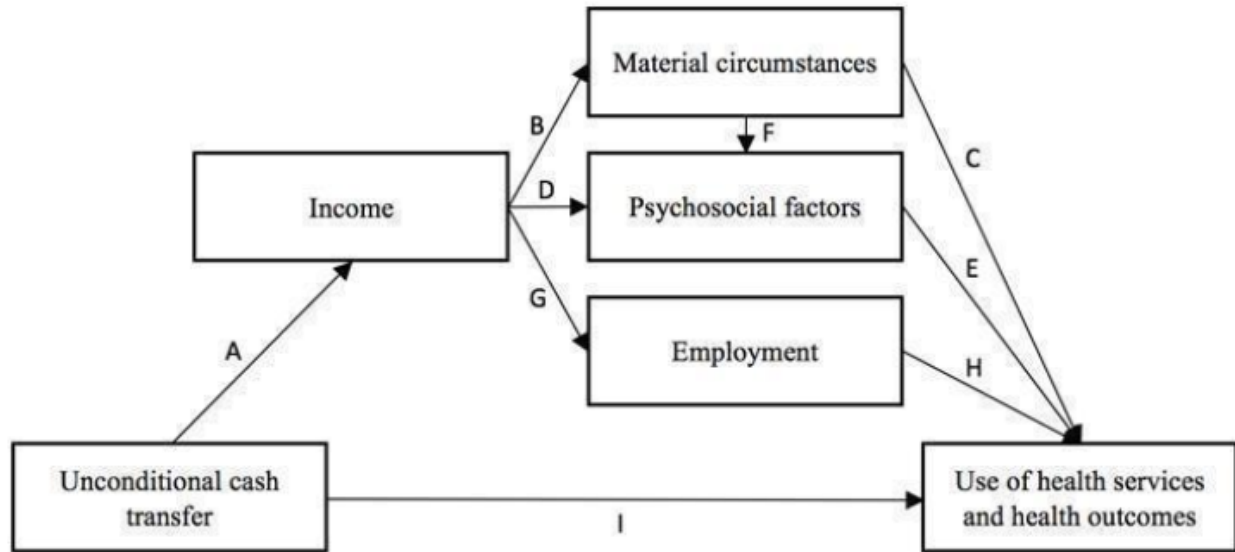 Material circumstances
B
F
C
Income
D
Psychosocial factors
E
G
A
Employment
H
Unconditional cash
transfer
I
Use of health services
and health outcomes